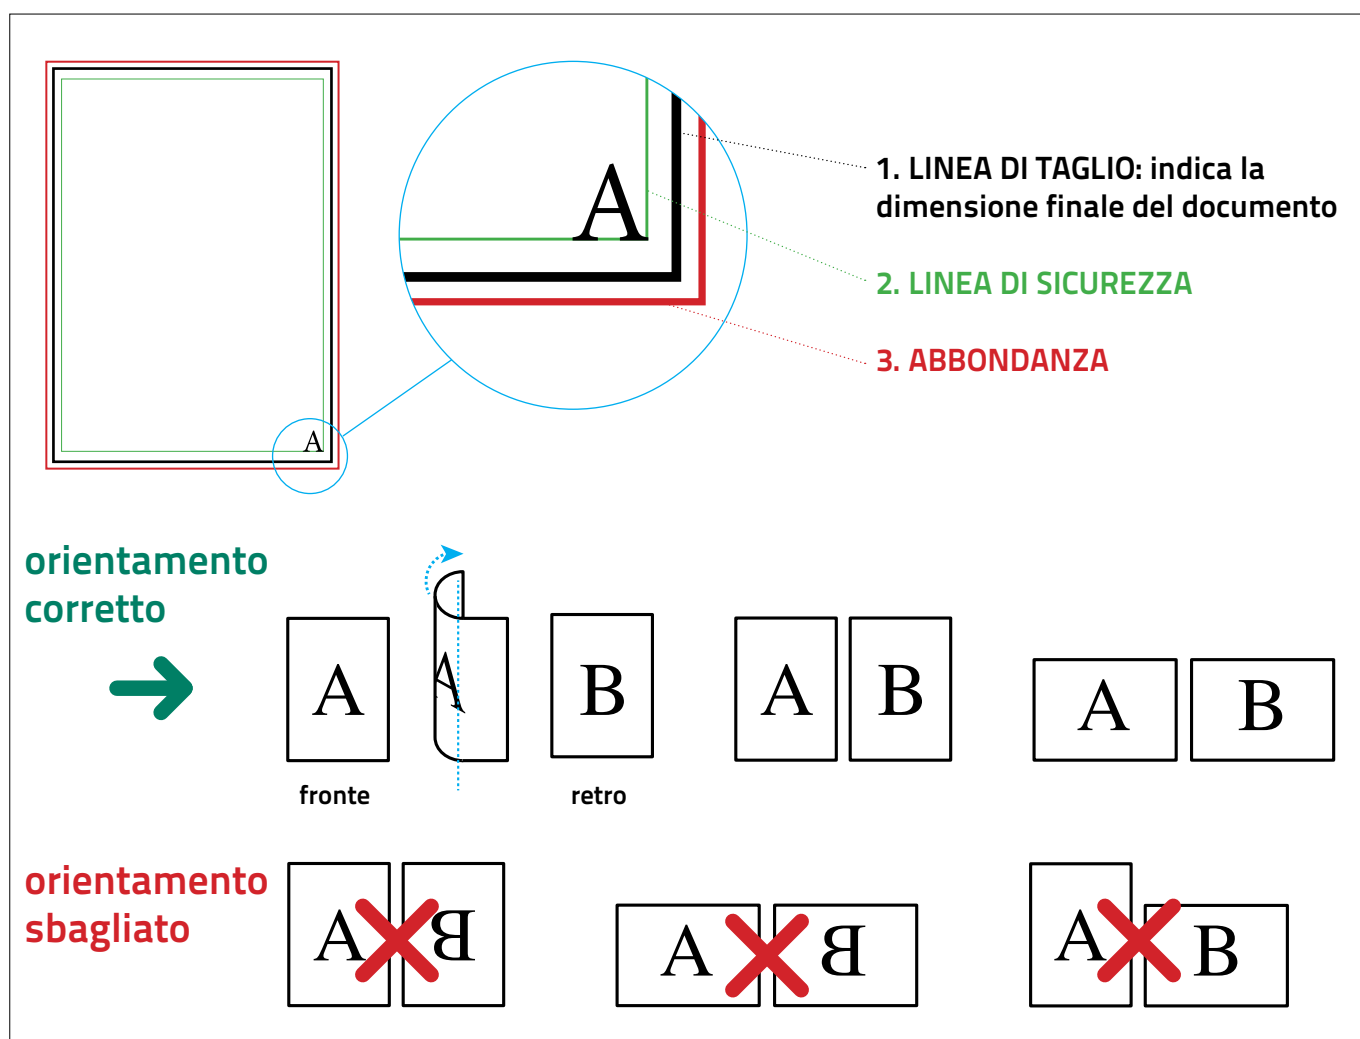 A
A
1. LINEA DI TAGLIO: indica la
dimensione finale del documento
2. LINEA DI SICUREZZA
3. ABBONDANZA
orientamento
corretto
A
A
B
A
B
A
B
fronte
retro
orientamento
sbagliato
A
B
A
B
A
B